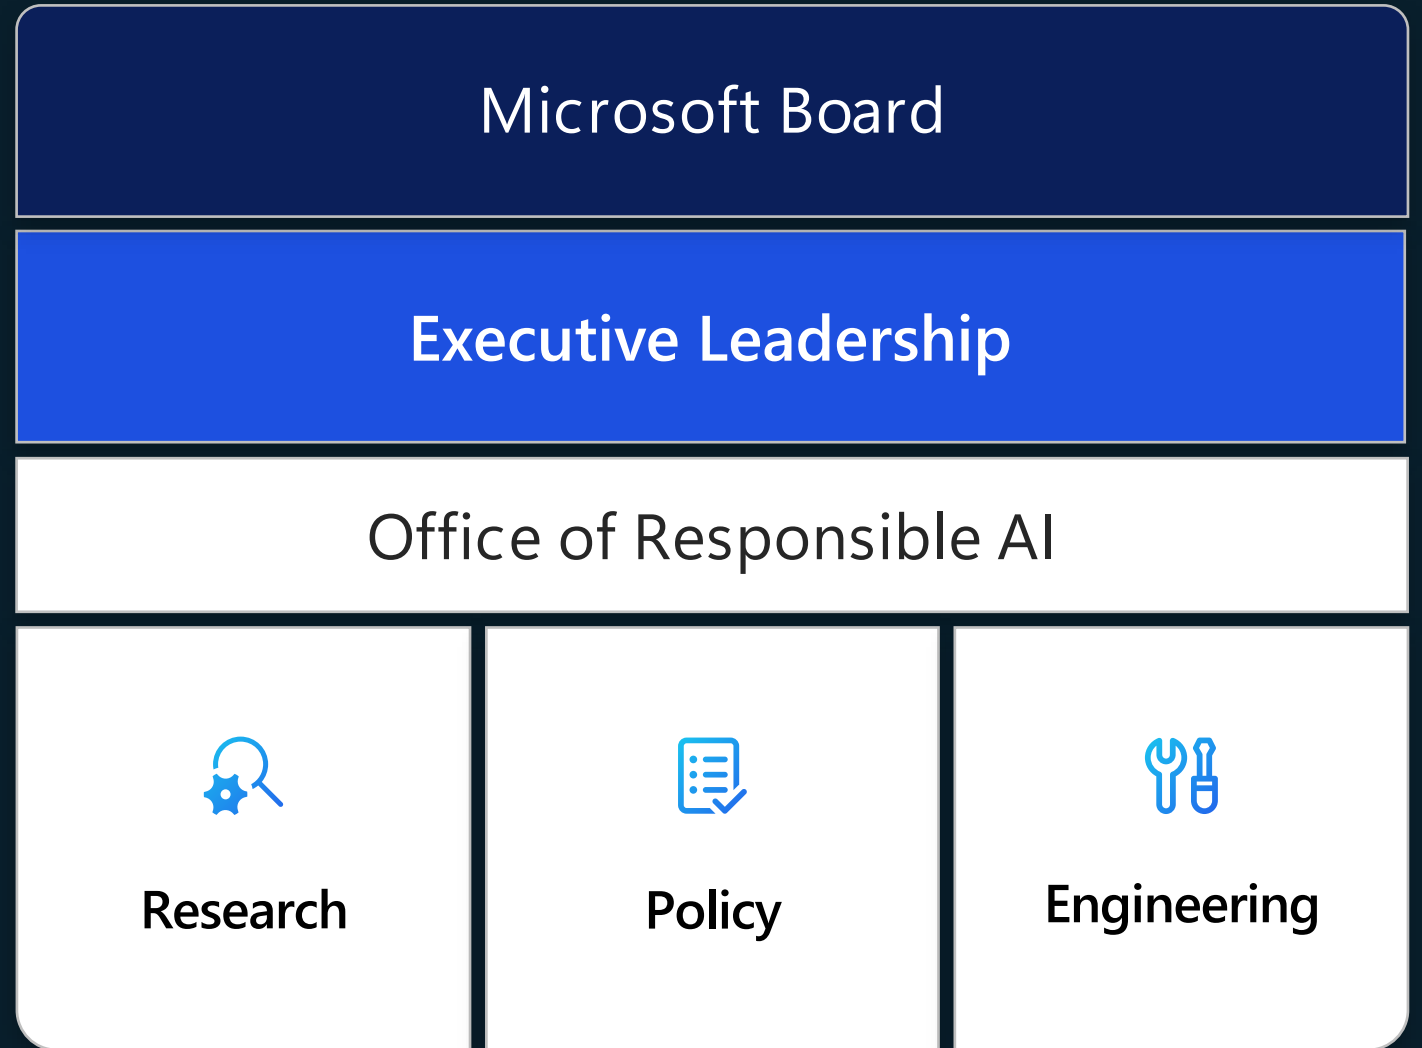 Microsoft Board
Executive Leadership
Office of Responsible AI
Research
Policy
Engineering